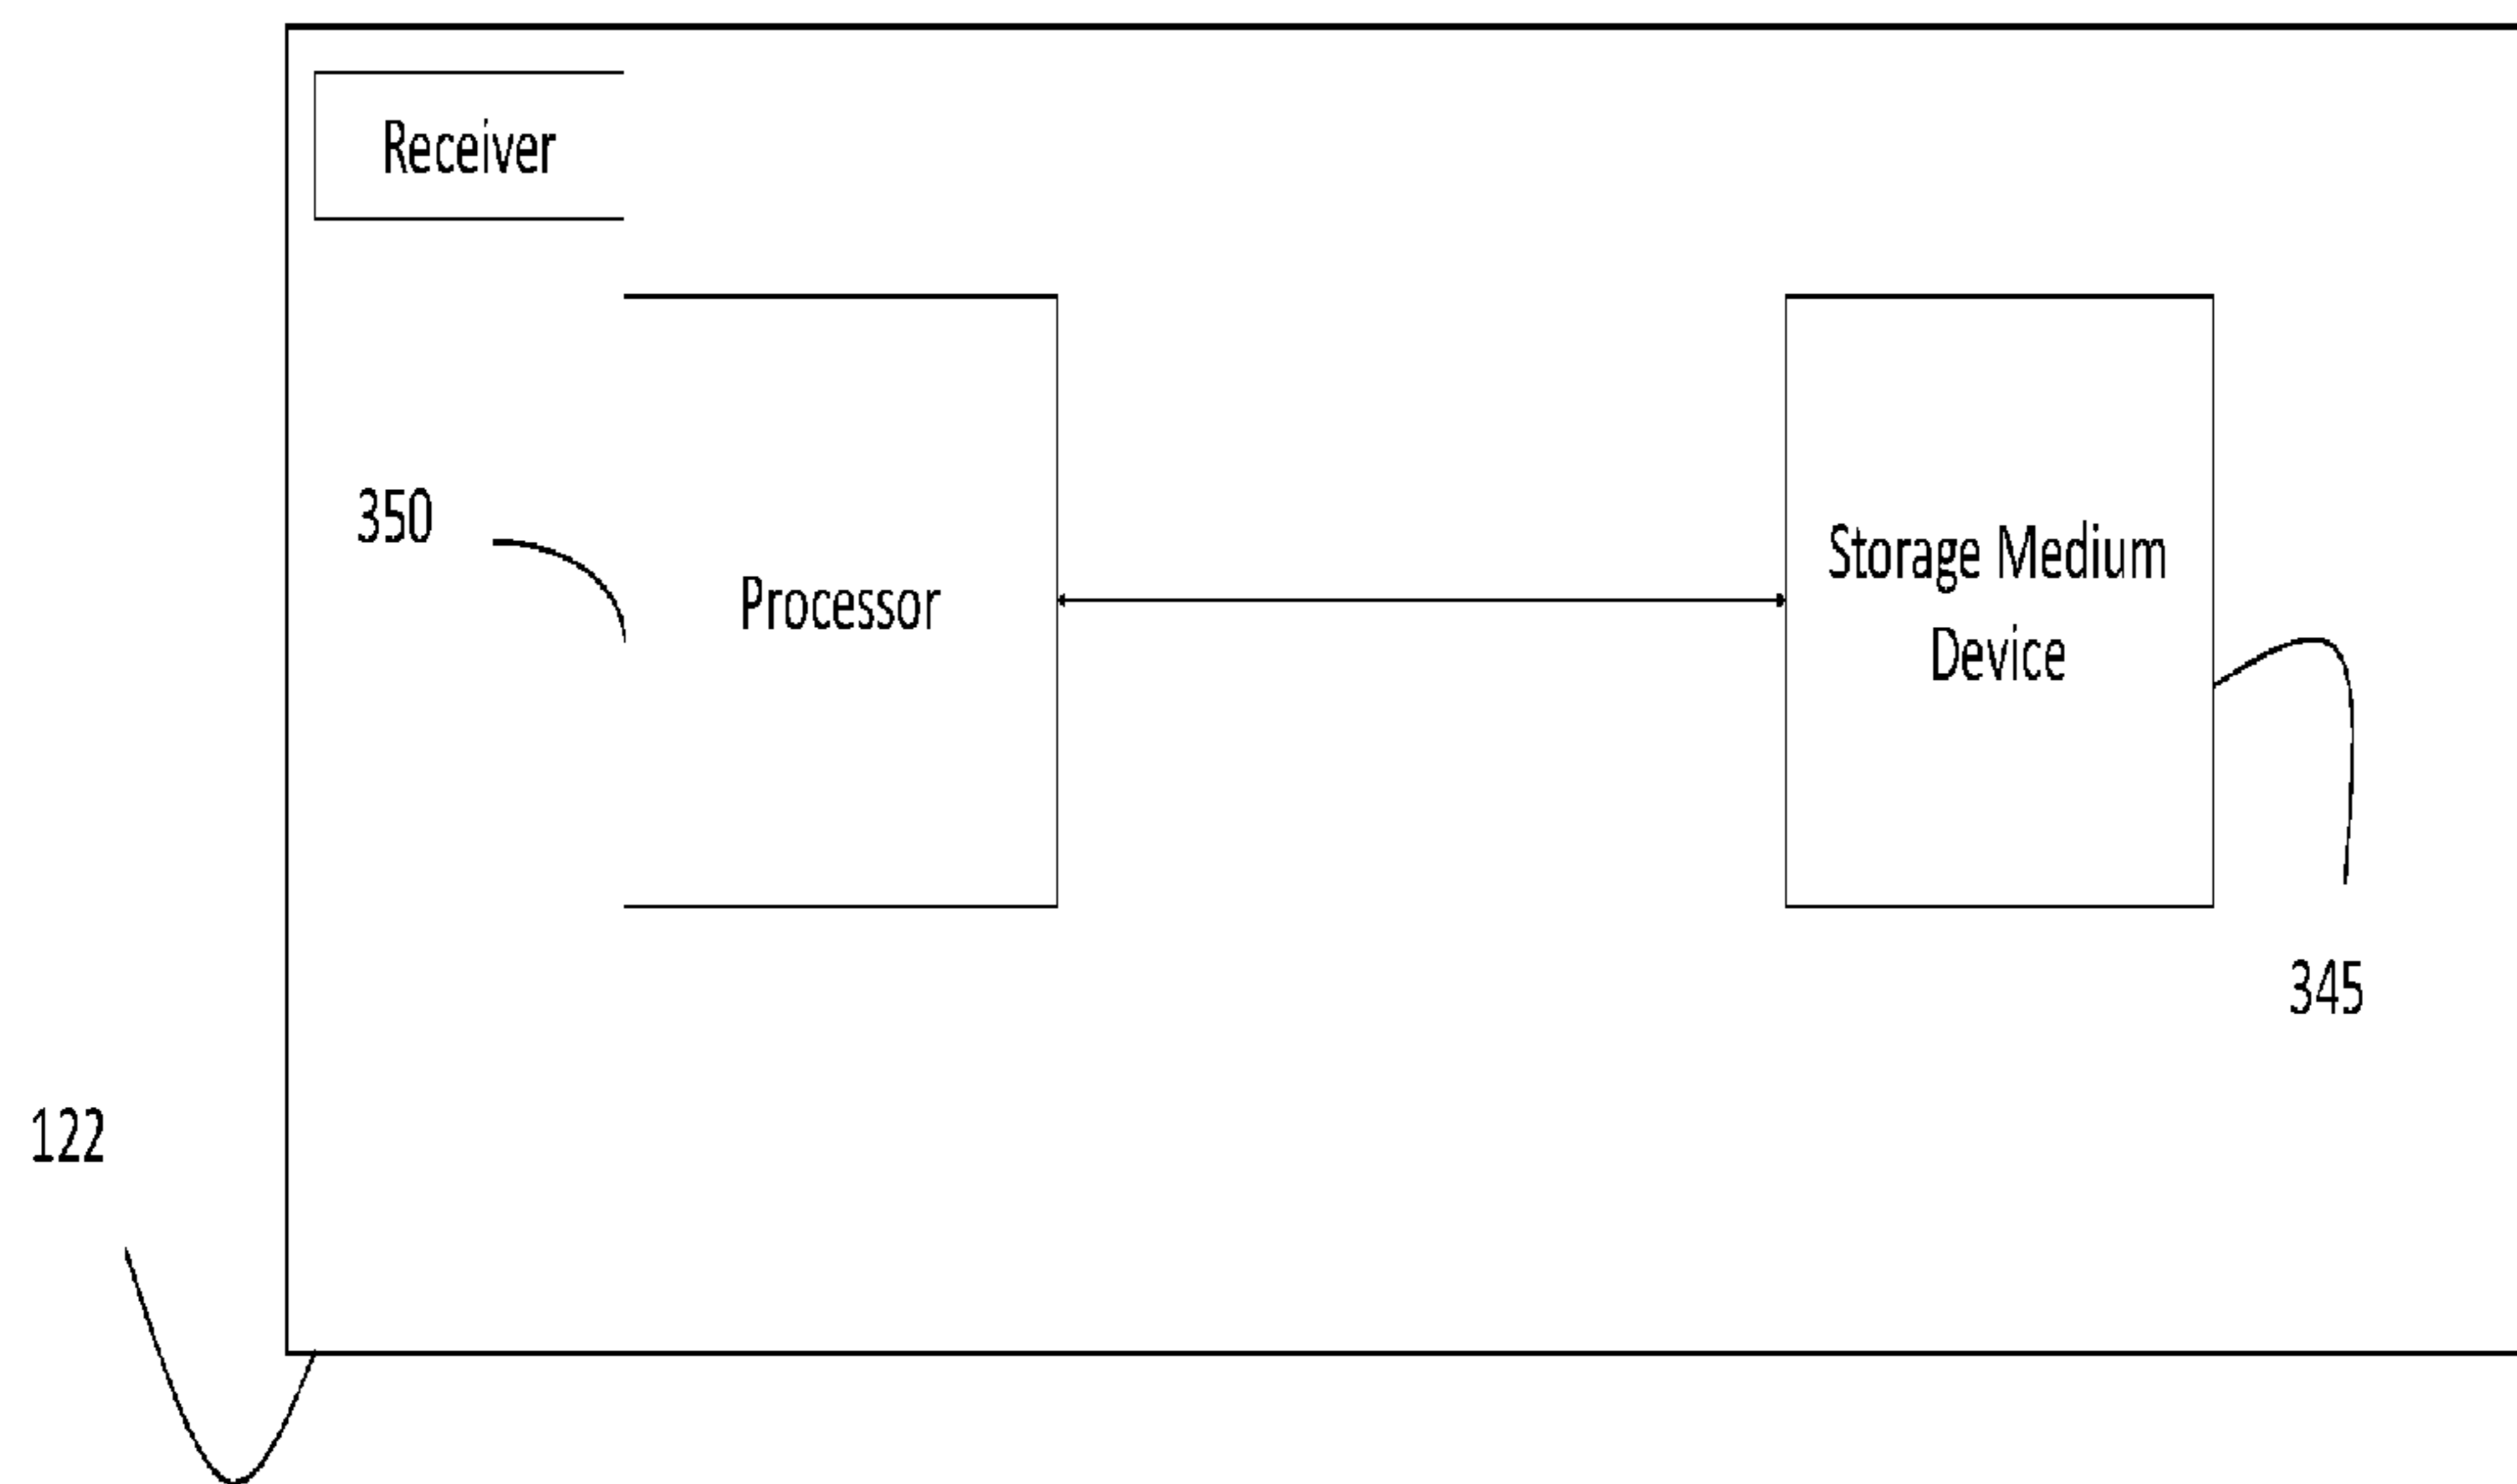 Receiver
350
Processor
Storage Medium
Device
345
122